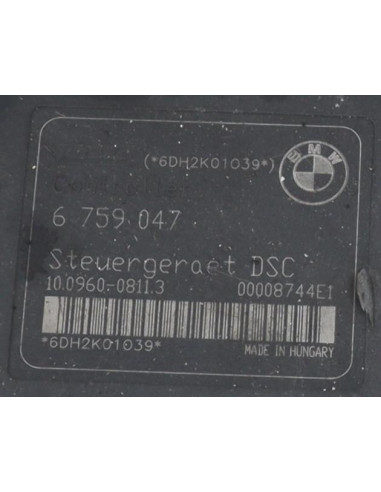 (*6DH2K01039*)
BMW
6 759 047
Steuergeraet DSC
10.0960-0811.3 00008744E1
*6DH2K01039*
MADE IN HUNGARY